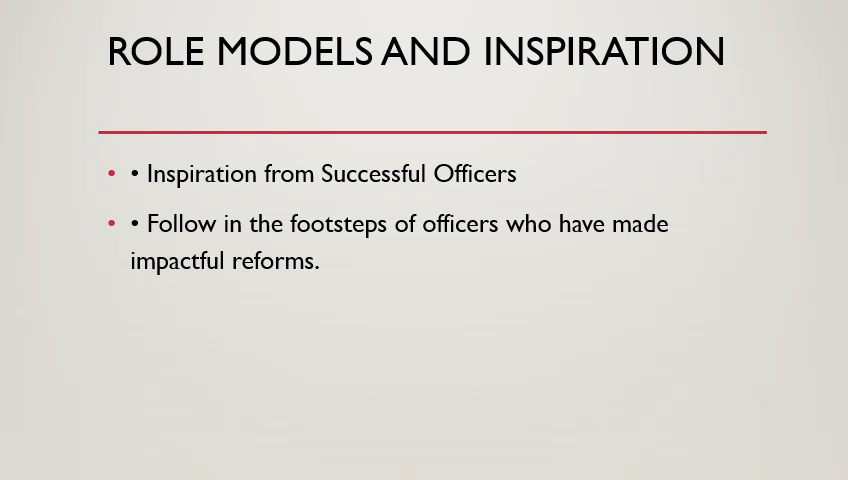 ROLE MODELS AND INSPIRATION
• • Inspiration from Successful Officers
• • Follow in the footsteps of officers who have made
impactful reforms.